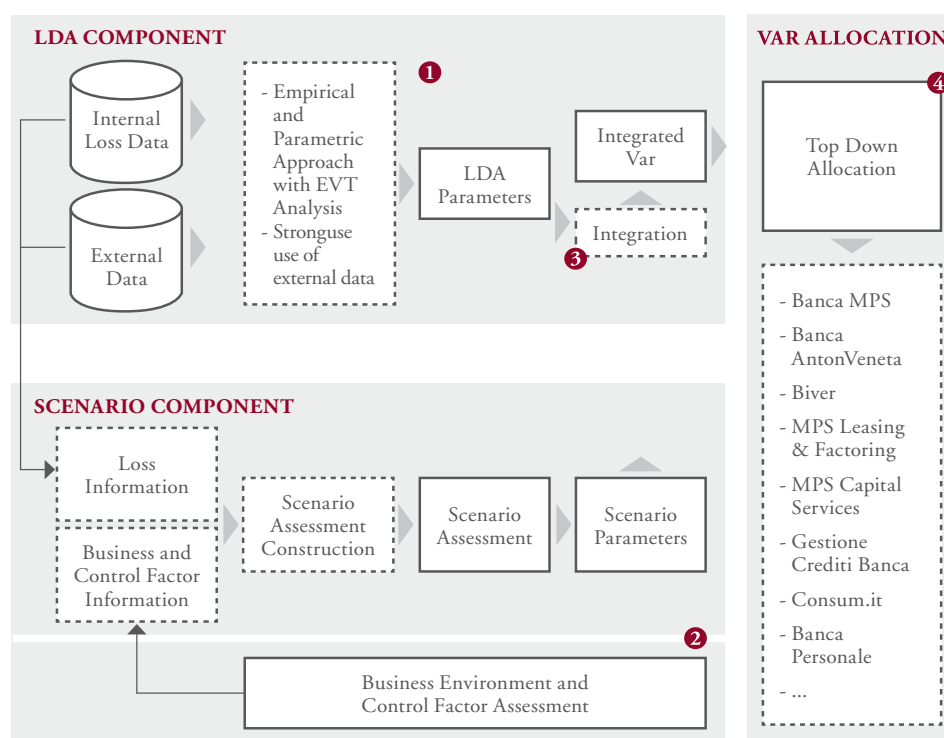 LDA COMPONENT
Internal
Loss Data
External
Data
1
- Empirical
and
Parametric
Approach
with EVT
Analysis
- Stronguse
use of
external data
LDA
Parameters
Integrated
Var
Integration
3
SCENARIO COMPONENT
Loss
Information
Business and
Control Factor
Information
Scenario
Assessment
Construction
Scenario
Assessment
Scenario
Parameters
2
Business Environment and
Control Factor Assessment
VAR ALLOCATION
4
Top Down
Allocation
- Banca MPS
- Banca
AntonVeneta
- Biver
- MPS Leasing
& Factoring
- MPS Capital
Services
- Gestione
Crediti Banca
- Consum.it
- Banca
Personale
- ...